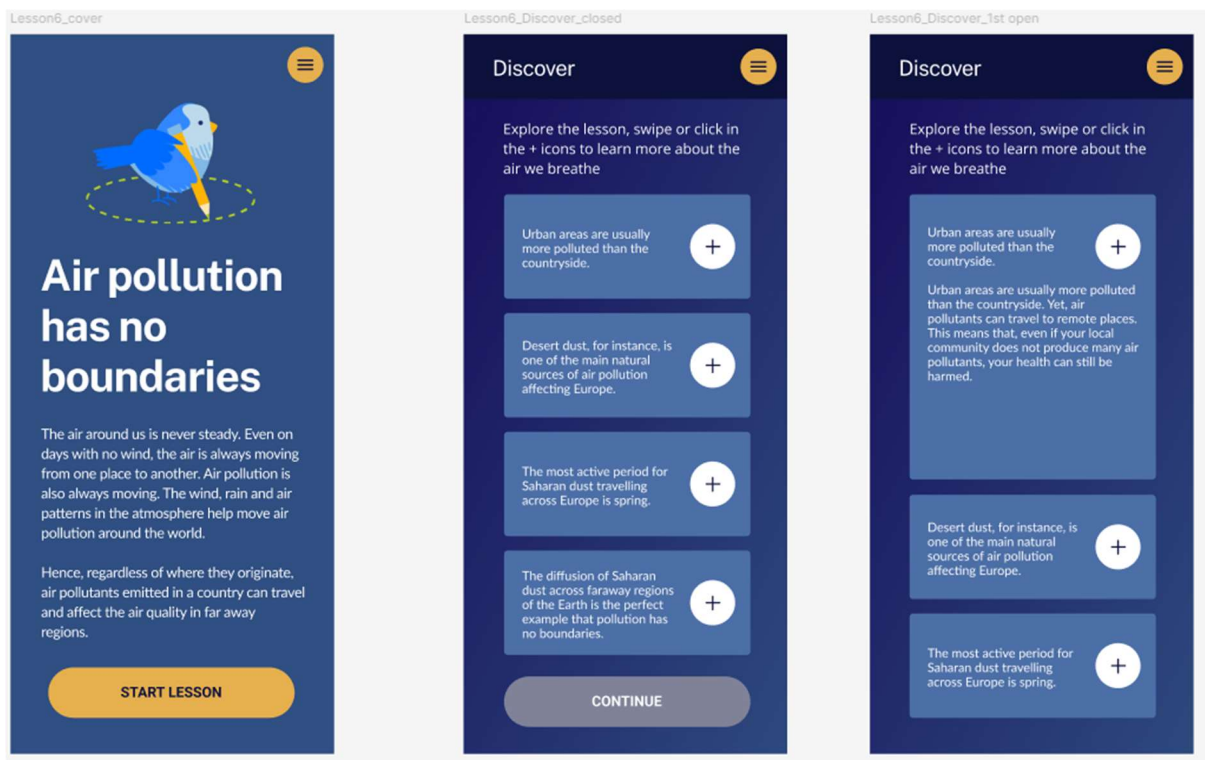 Lesson6_cover
Air pollution
has no
boundaries
The air around us is never steady. Even on
days with no wind, the air is always moving
from one place to another. Air pollution is
also always moving. The wind, rain and air
patterns in the atmosphere help move air
pollution around the world.
Hence, regardless of where they originate,
air pollutants emitted in a country can travel
and affect the air quality in far away
regions.
START LESSON
Lesson6_Discover_closed
Discover
Explore the lesson, swipe or click in
the + icons to learn more about the
air we breathe
Urban areas are usually
more polluted than the
countryside.
+
Desert dust, for instance, is
one of the main natural
sources of air pollution
affecting Europe.
+
The most active period for
Saharan dust travelling
across Europe is spring.
+
The diffusion of Saharan
dust across faraway regions
of the Earth is the perfect
example that pollution has
no boundaries.
+
CONTINUE
Lesson6_Discover_1st open
Discover
Explore the lesson, swipe or click in
the + icons to learn more about the
air we breathe
Urban areas are usually
more polluted than the
countryside.
+
Urban areas are usually more polluted
than the countryside. Yet, air
pollutants can travel to remote places.
This means that, even if your local
community does not produce many air
pollutants, your health can still be
harmed.
Desert dust, for instance, is
one of the main natural
sources of air pollution
affecting Europe.
+
The most active period for
Saharan dust travelling
across Europe is spring.
+